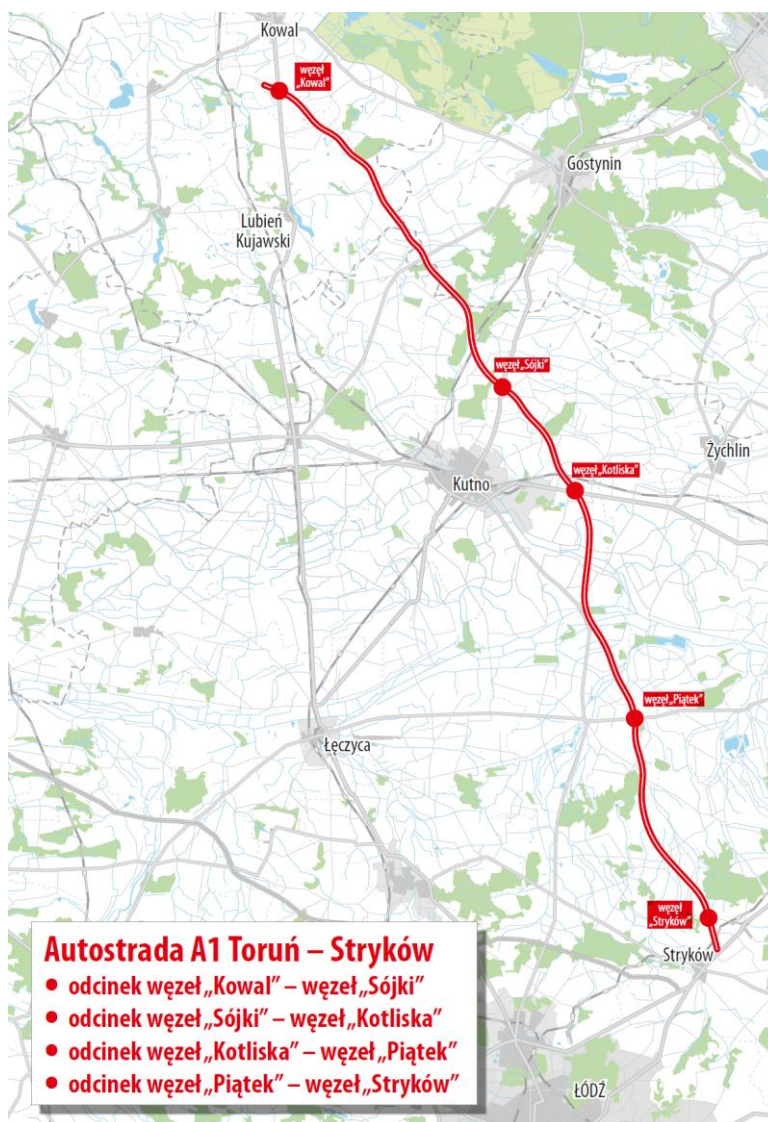 Kowal
węzeł
„Kowal”
Gostynin
Lubień
Kujawski
węzeł „Sójki”
Żychlin
węzeł „Kotliska”
Kutno
węzeł „Piątek”
Łęczyca
węzeł
„Stryków”
Stryków
Autostrada A1 Toruń – Stryków
• odcinek węzeł „Kowal” – węzeł „Sójki”
• odcinek węzeł „Sójki” – węzeł „Kotliska”
• odcinek węzeł „Kotliska” – węzeł „Piątek”
• odcinek węzeł „Piątek” – węzeł „Stryków”
ŁÓDŹ